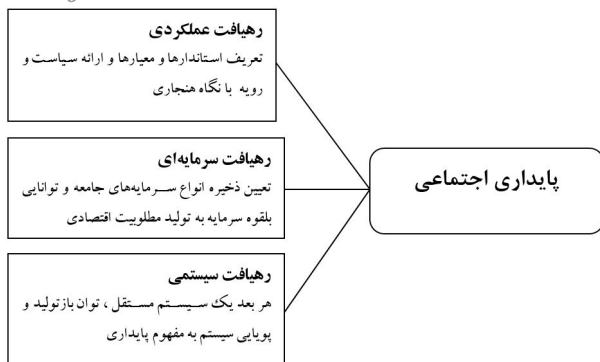 رهیافت عملکردی
تعریف استاندارها و معیارها و ارائه سیاست و
رویه با نگاه هنجاری
رهیافت سرمایه‌ای
تعیین ذخیره انواع سرمایه‌های جامعه و توانایی
بلقوه سرمایه به تولید مطلوبیت اقتصادی
رهیافت سیستمی
هر بعد یک سیستم مستقل ، توان بازتولید و
پویایی سیستم به مفهوم پایداری
پایداری اجتماعی